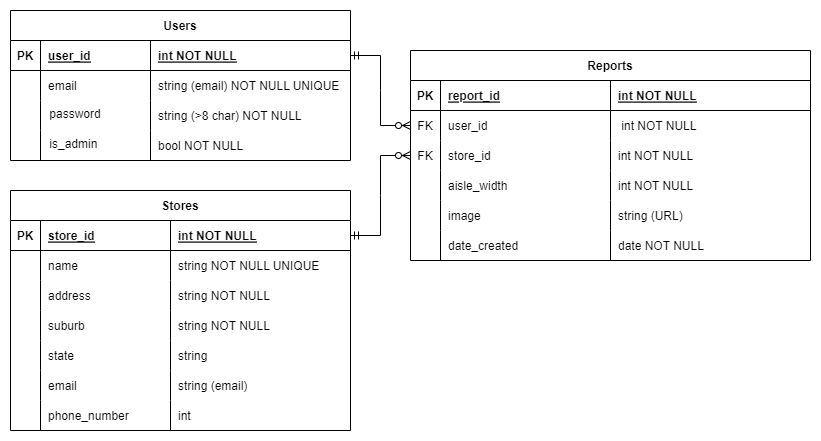 Users
PK user_id int NOT NULL
email string (email) NOT NULL UNIQUE
password string (>8 char) NOT NULL
is_admin bool NOT NULL
Stores
PK store_id int NOT NULL
name string NOT NULL UNIQUE
address string NOT NULL
suburb string NOT NULL
state string
email string (email)
phone_number int
Reports
PK report_id int NOT NULL
FK user_id int NOT NULL
FK store_id int NOT NULL
aisle_width int NOT NULL
image string (URL)
date_created date NOT NULL